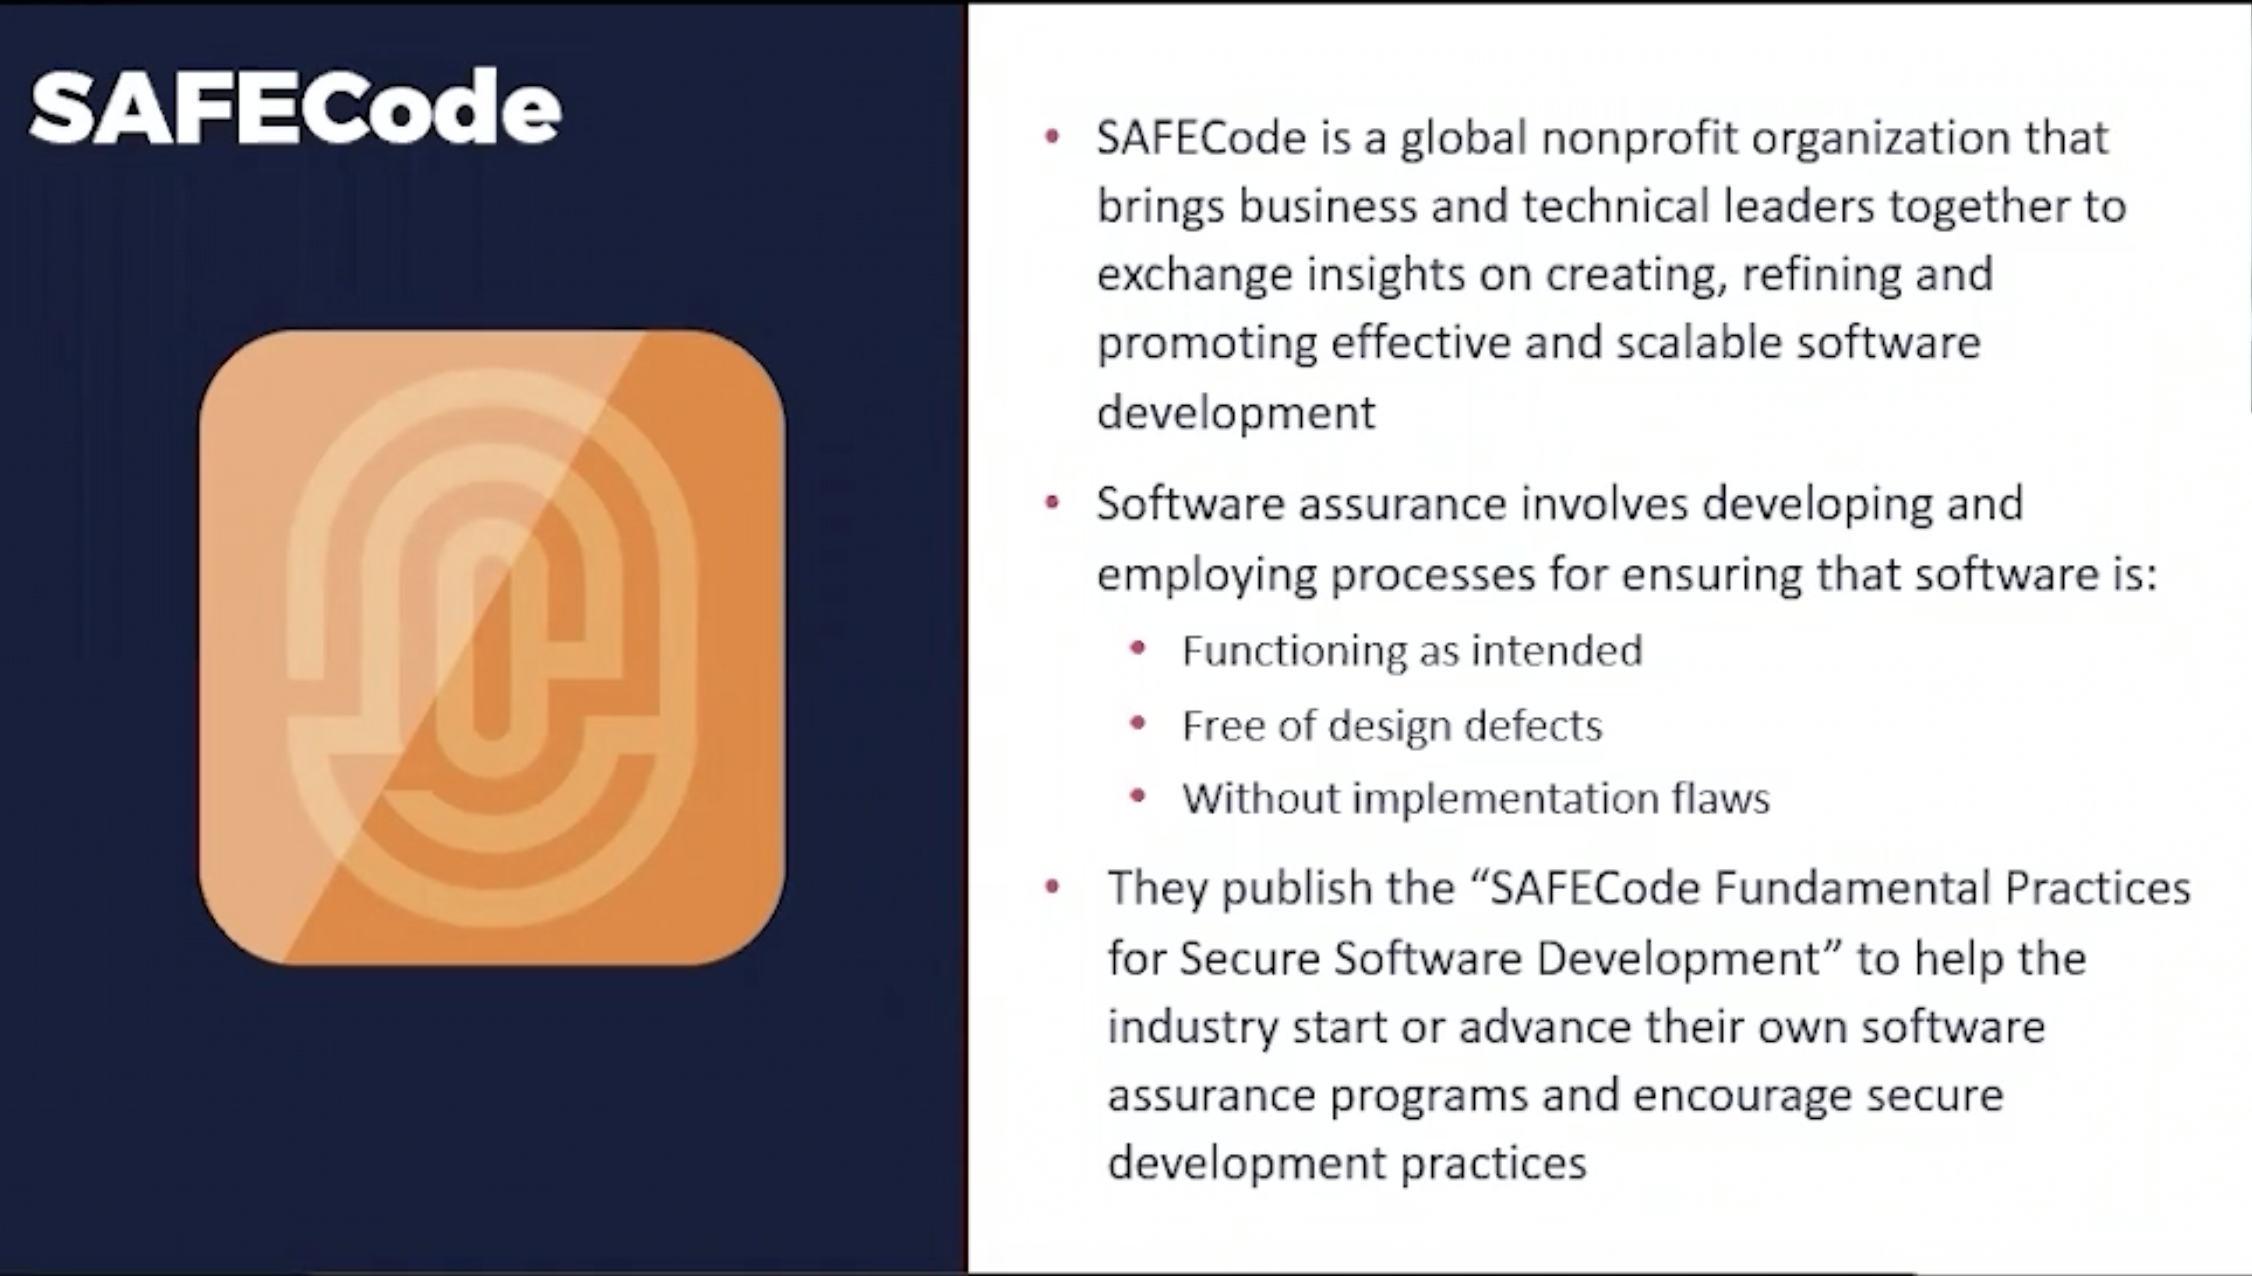 SAFECode
• SAFECode is a global nonprofit organization that
brings business and technical leaders together to
exchange insights on creating, refining and
promoting effective and scalable software
development
• Software assurance involves developing and
employing processes for ensuring that software is:
• Functioning as intended
• Free of design defects
• Without implementation flaws
• They publish the “SAFECode Fundamental Practices
for Secure Software Development” to help the
industry start or advance their own software
assurance programs and encourage secure
development practices